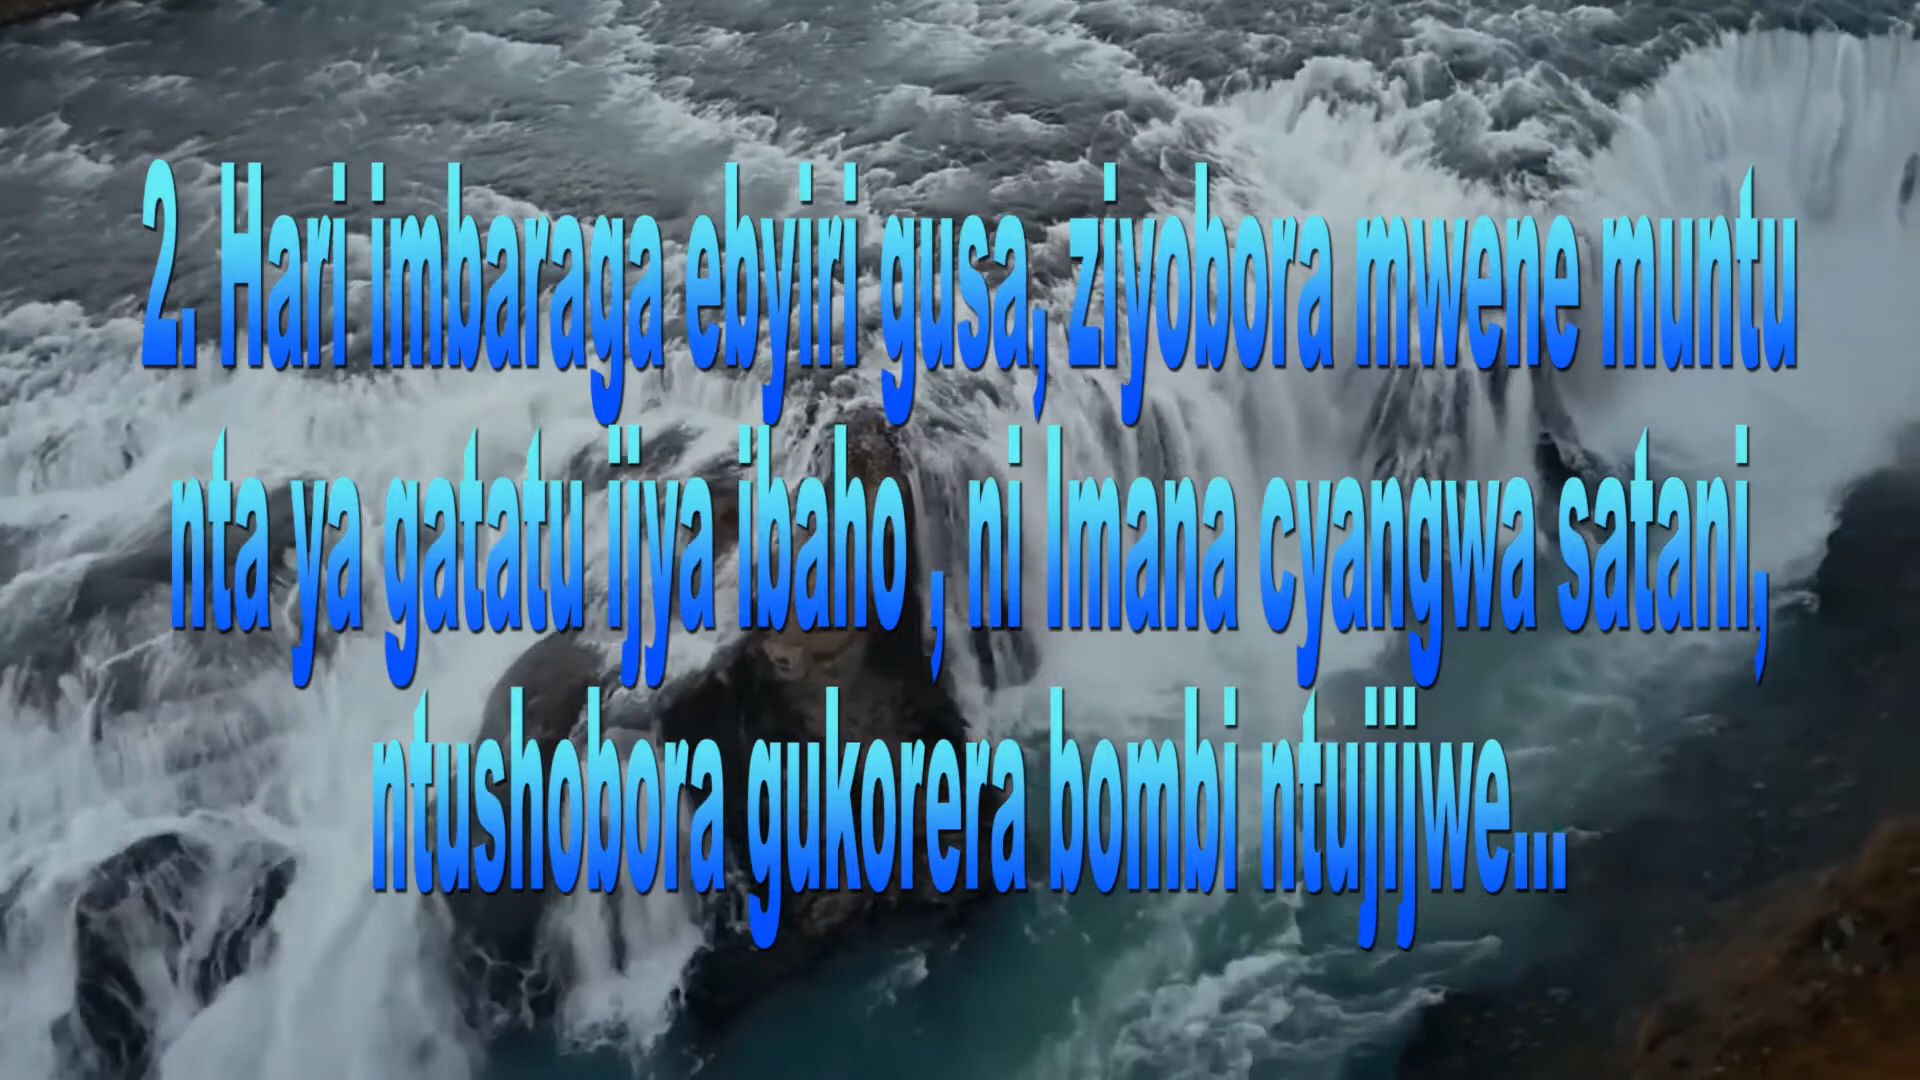 2. Hari imbaraga ebyiri gusa, ziyobora mwene muntu
nta ya gatatu ijya ibaho , ni Imana cyangwa satani,
ntushobora gukorera bombi ntujijwe...